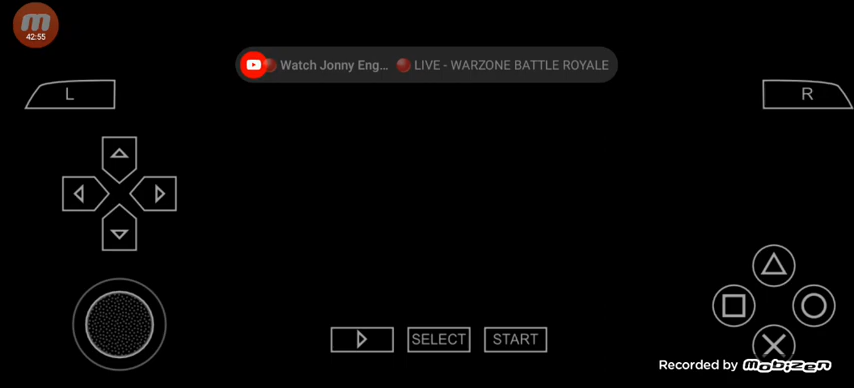 m
42:55
Watch Jonny Eng... LIVE - WARZONE BATTLE ROYALE
L
R
SELECT
START
Recorded by mobizen